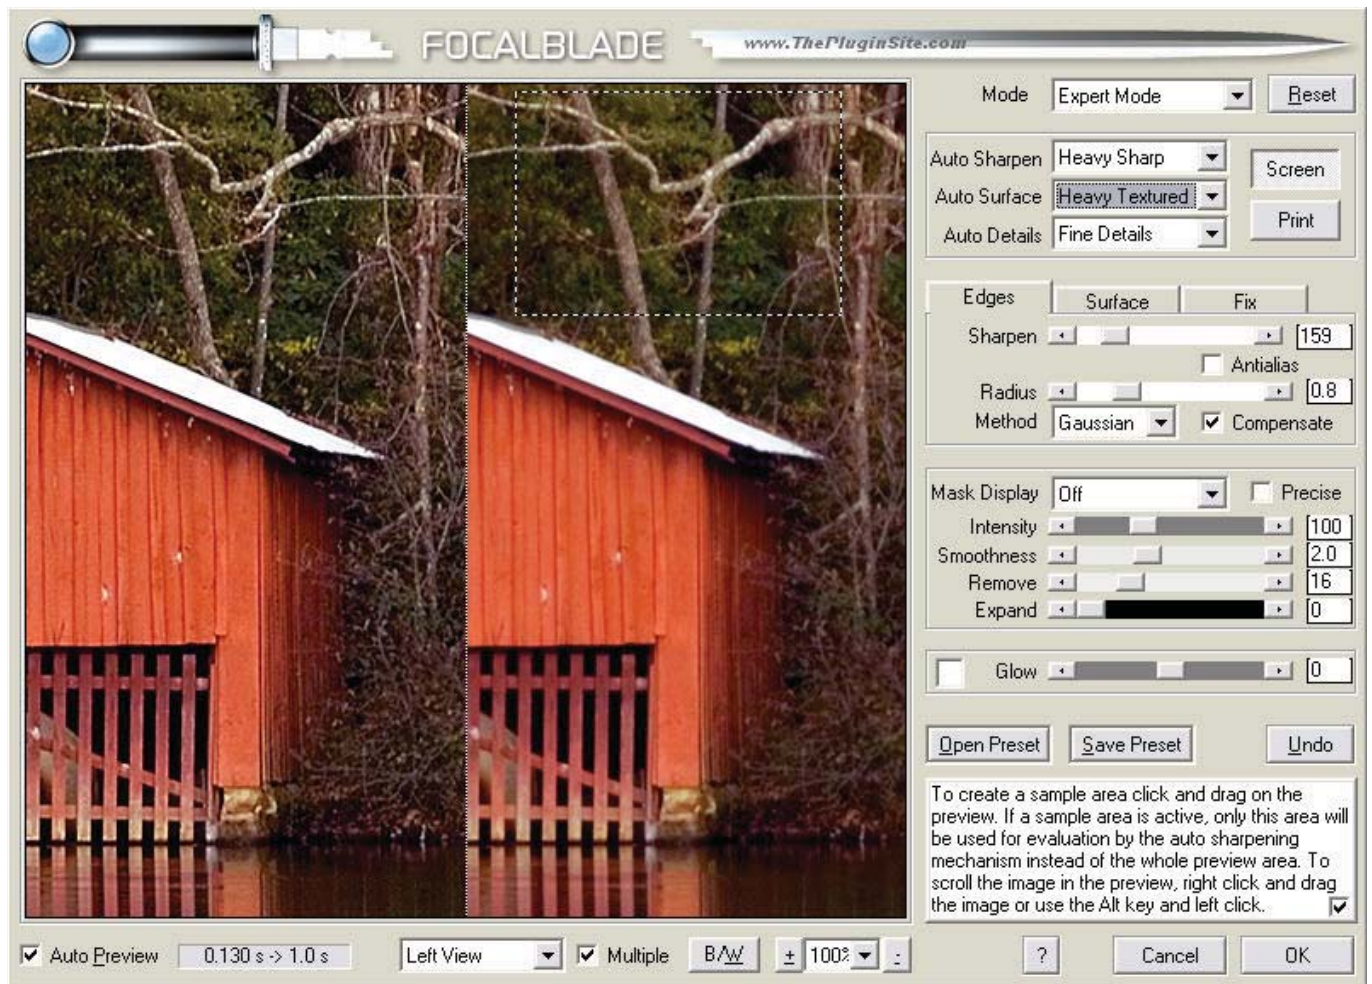 FOCALBLADE
www.ThePluginSite.com
Mode Expert Mode Reset
Auto Sharpen Heavy Sharp Screen
Auto Surface Heavy Textured
Auto Details Fine Details Print
Edges Surface Fix
Sharpen 159
Antialias
Radius 0.8
Method Gaussian Compensate
Mask Display Off Precise
Intensity 100
Smoothness 2.0
Remove 16
Expand 0
Glow 0
Open Preset Save Preset Undo
To create a sample area click and drag on the
preview. If a sample area is active, only this area will
be used for evaluation by the auto sharpening
mechanism instead of the whole preview area. To
scroll the image in the preview, right click and drag
the image or use the Alt key and left click.
Auto Preview 0.130 s -> 1.0 s Left View Multiple B/W + 100% - ? Cancel OK